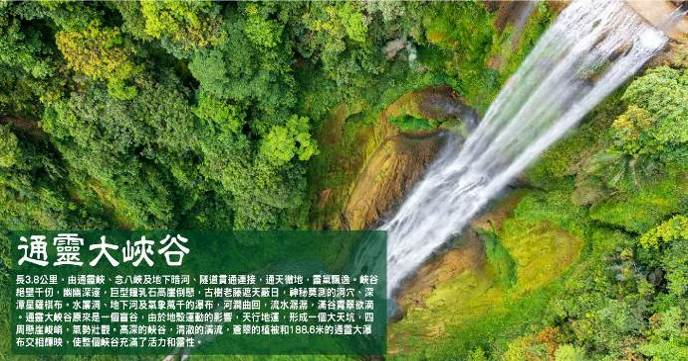 通靈大峽谷
長3.8公里，由通靈峽、念八峽及地下暗河、隧道貫通連接，通天徹地，靈氣飄逸。峽谷
絕壁千仞，幽幽深邃，巨型鐘乳石高崖倒懸，古樹老藤遮天蔽日，神秘莫測的洞穴、深
潭星羅棋布，水簾洞、地下河及氣象萬千的瀑布，河澗曲回，流水潺潺，滿谷青翠欲滴
。通靈大峽谷原來是一個盲谷，由於地殼運動的影響，天行地運，形成一個大天坑，四
周懸崖峻峭，氣勢壯觀。高深的峽谷，清澈的溪流，蒼翠的植被和188.6米的通靈大瀑
布交相輝映，使整個峽谷充滿了活力和靈性。